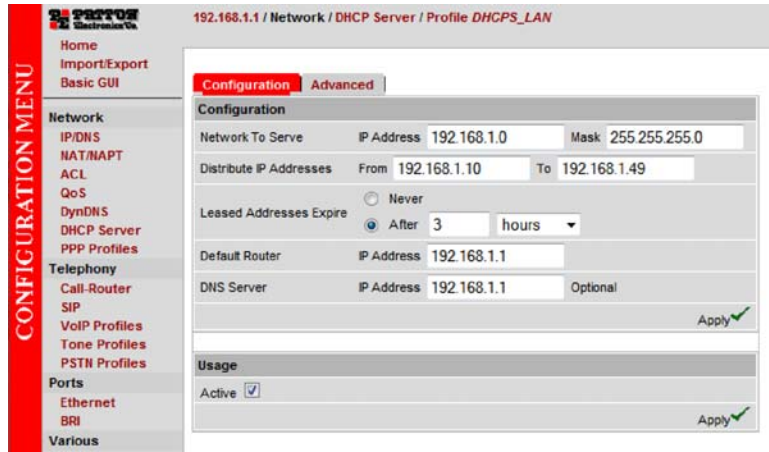 PATTON
Electronics Co.
192.168.1.1 / Network / DHCP Server / Profile DHCPS_LAN
CONFIGURATION MENU
Home
Import/Export
Basic GUI
Network
IP/DNS
NAT/NAPT
ACL
QoS
DynDNS
DHCP Server
PPP Profiles
Telephony
Call-Router
SIP
VoIP Profiles
Tone Profiles
PSTN Profiles
Ports
Ethernet
BRI
Various
Configuration Advanced
Configuration
Network To Serve IP Address 192.168.1.0 Mask 255.255.255.0
Distribute IP Addresses From 192.168.1.10 To 192.168.1.49
Leased Addresses Expire
Never
After 3 hours
Default Router IP Address 192.168.1.1
DNS Server IP Address 192.168.1.1 Optional
Apply
Usage
Active
Apply